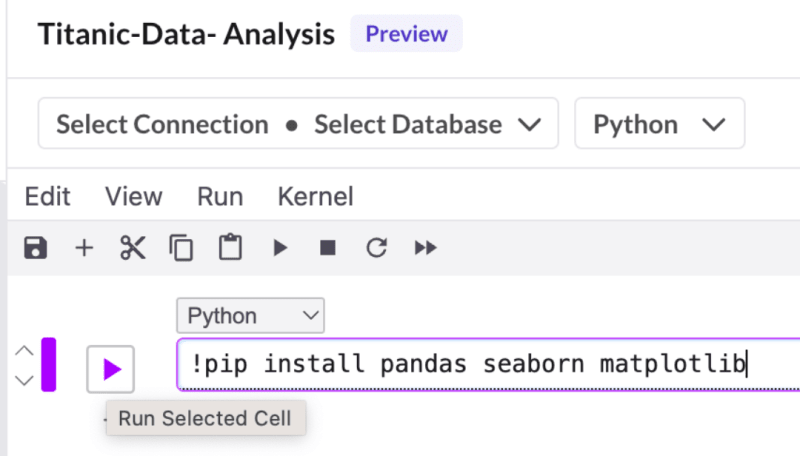 Titanic-Data- Analysis Preview
Select Connection • Select Database Python
Edit View Run Kernel
Python
!pip install pandas seaborn matplotlib
Run Selected Cell